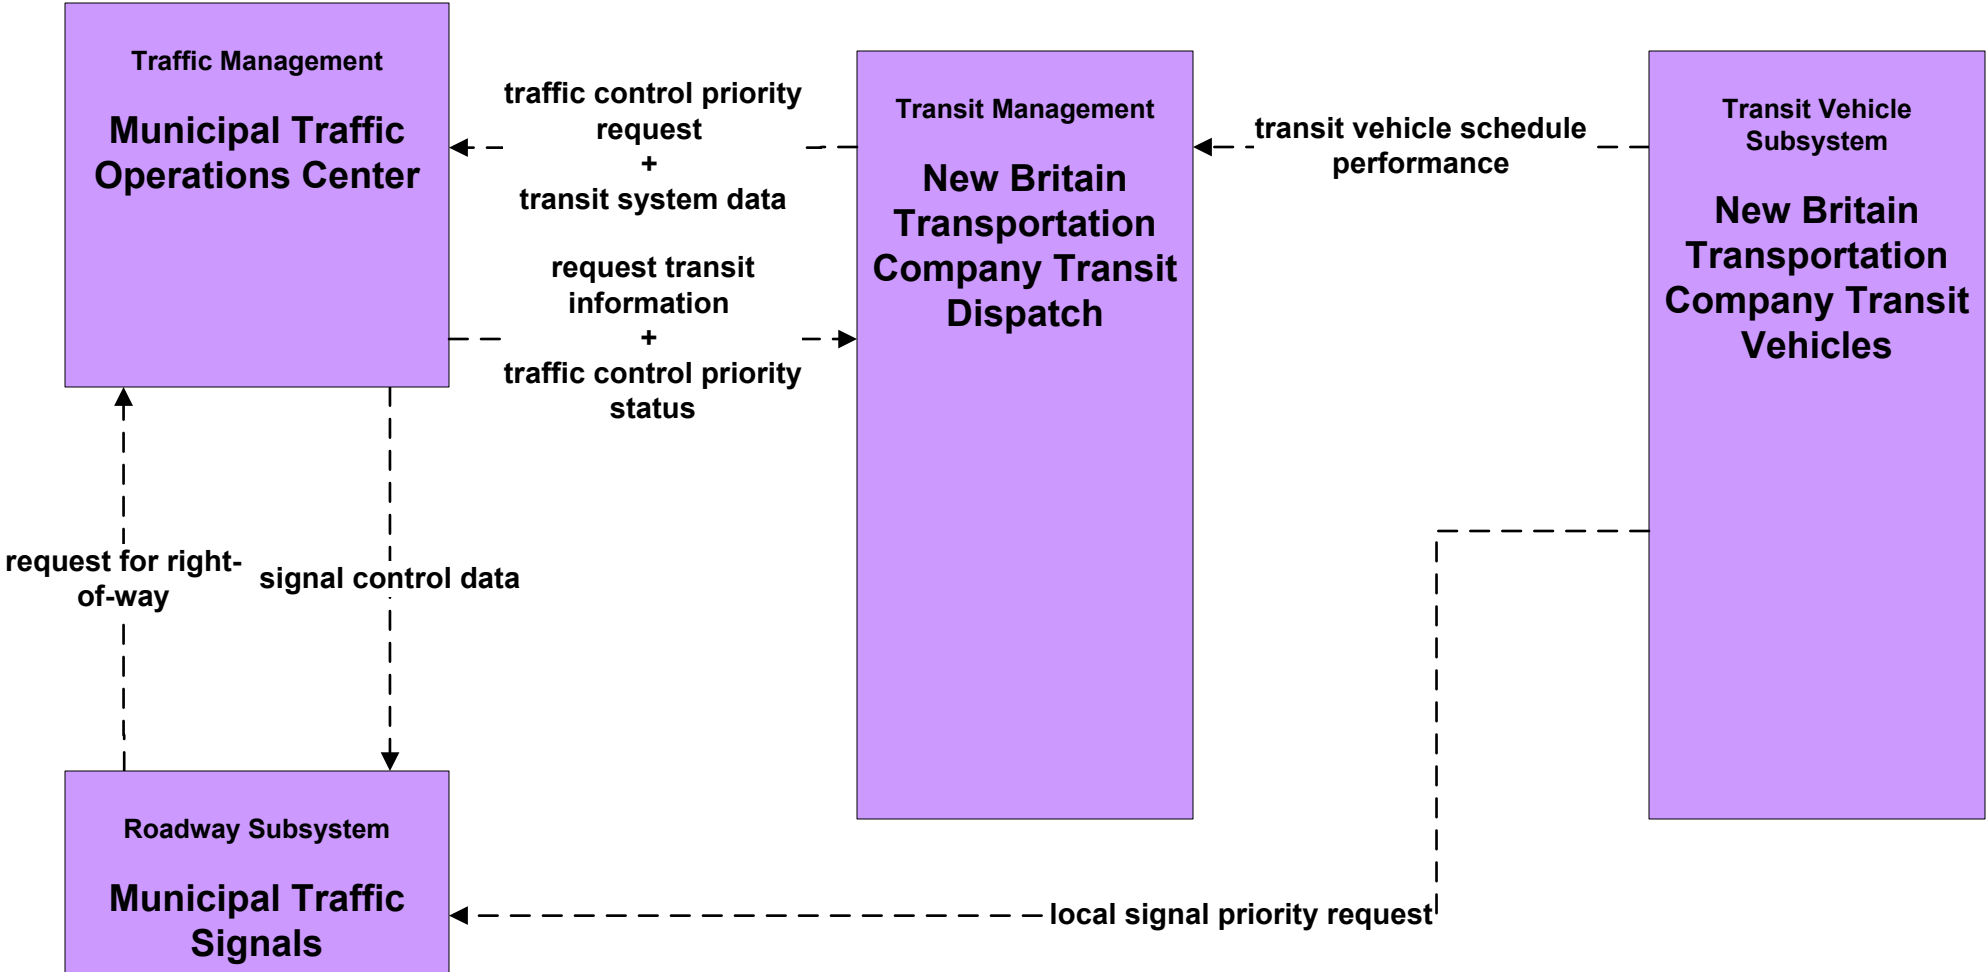 Traffic Management
Municipal Traffic
Operations Center
traffic control priority
request
+
transit system data
request transit
information
+
traffic control priority
status
Transit Management
New Britain
Transportation
Company Transit
Dispatch
transit vehicle schedule
performance
Transit Vehicle
Subsystem
New Britain
Transportation
Company Transit
Vehicles
request for right-
of-way
signal control data
Roadway Subsystem
Municipal Traffic
Signals
local signal priority request